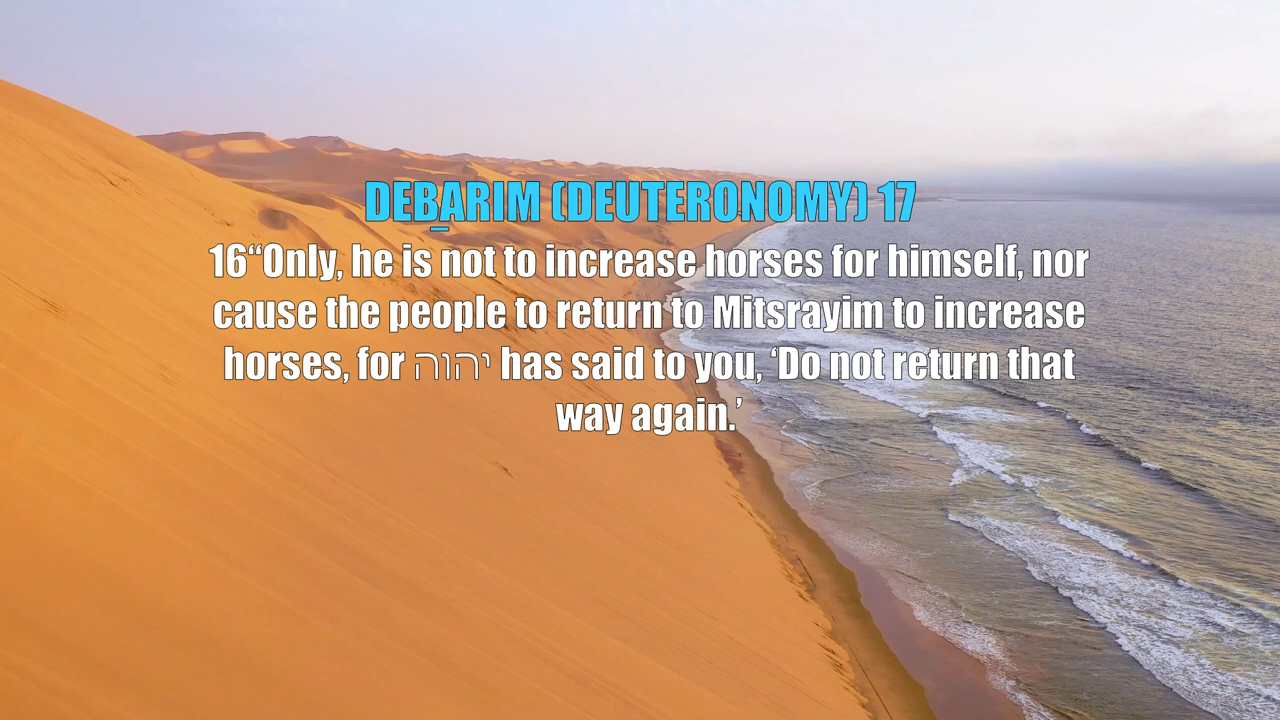 DEḆARIM (DEUTERONOMY) 17
16“Only, he is not to increase horses for himself, nor
cause the people to return to Mitsrayim to increase
horses, for יהוה has said to you, ‘Do not return that
way again.’